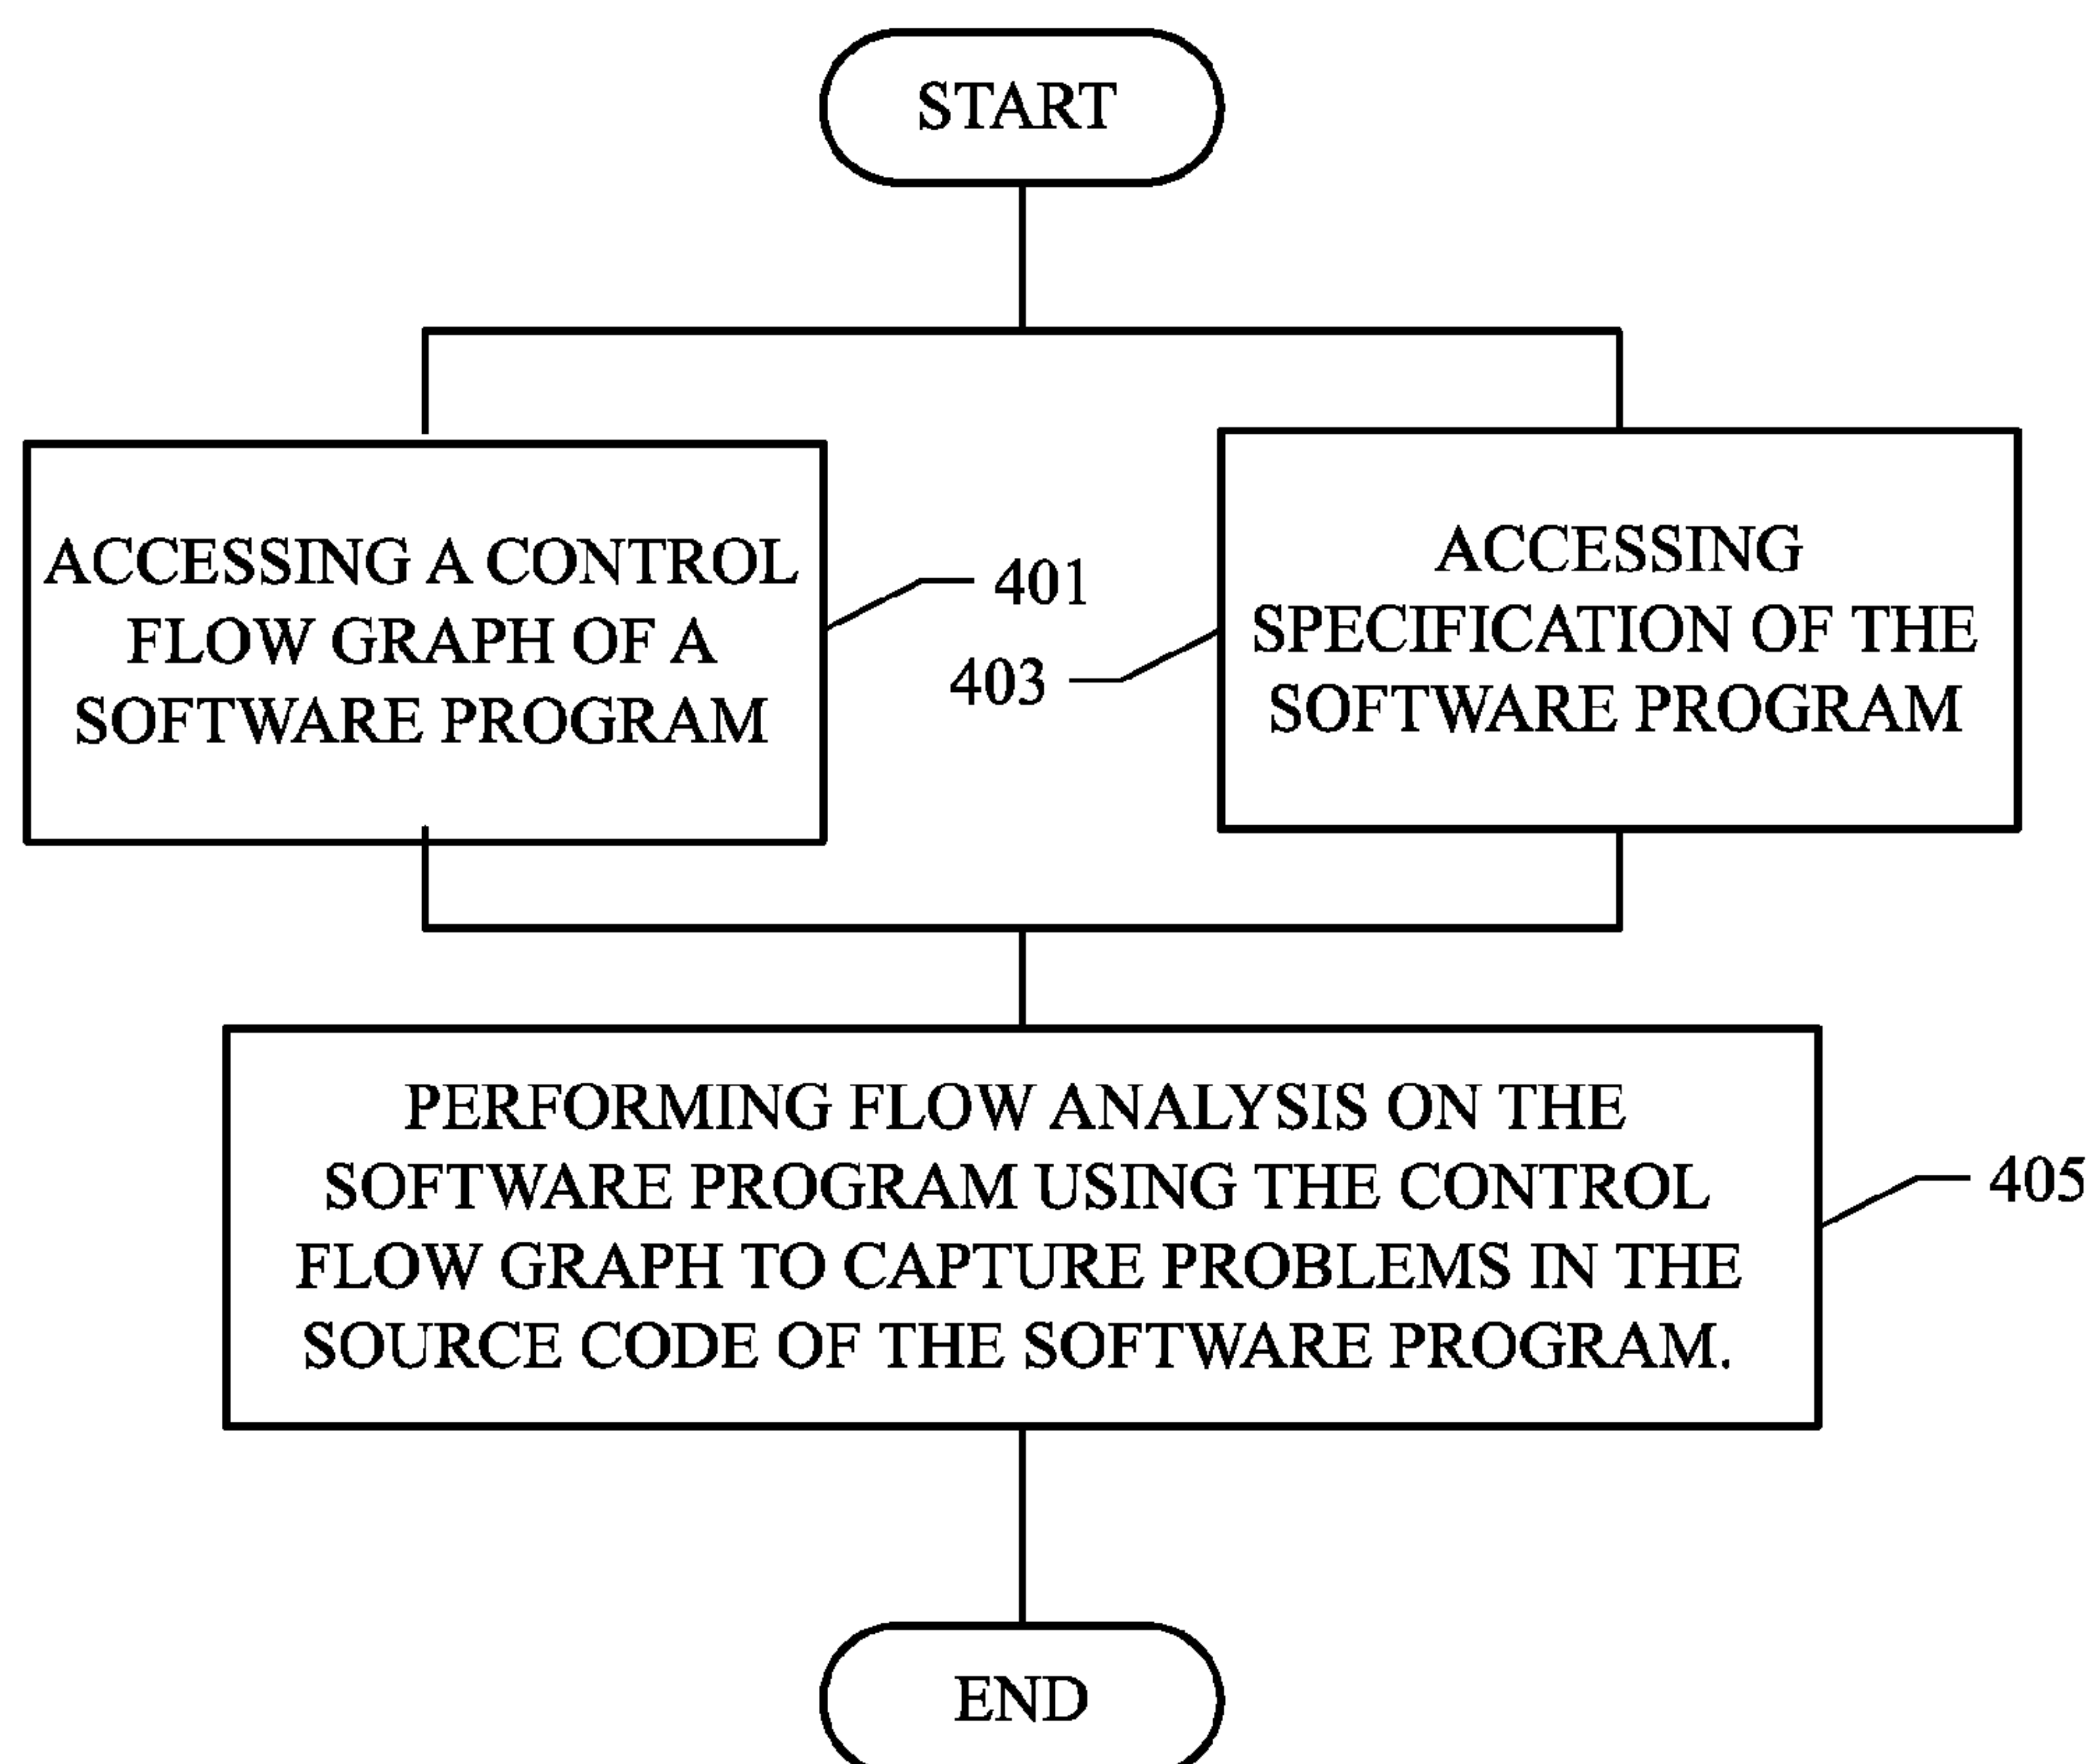 START
ACCESSING A CONTROL
FLOW GRAPH OF A
SOFTWARE PROGRAM
401
403
ACCESSING
SPECIFICATION OF THE
SOFTWARE PROGRAM
PERFORMING FLOW ANALYSIS ON THE
SOFTWARE PROGRAM USING THE CONTROL
FLOW GRAPH TO CAPTURE PROBLEMS IN THE
SOURCE CODE OF THE SOFTWARE PROGRAM.
405
END